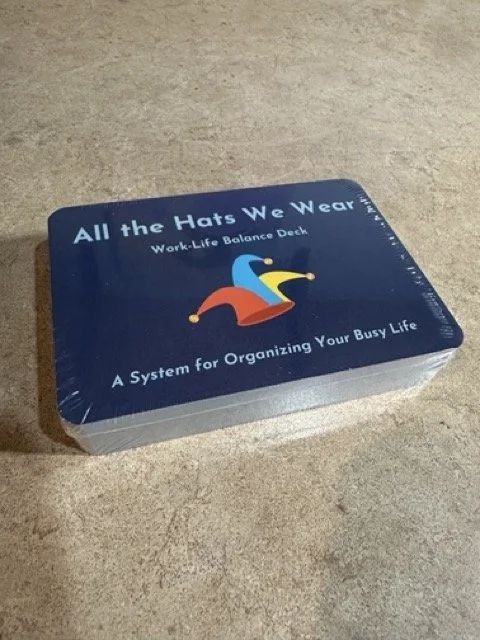 All the Hats We Wear
Work-Life Balance Deck
A System for Organizing Your Busy Life